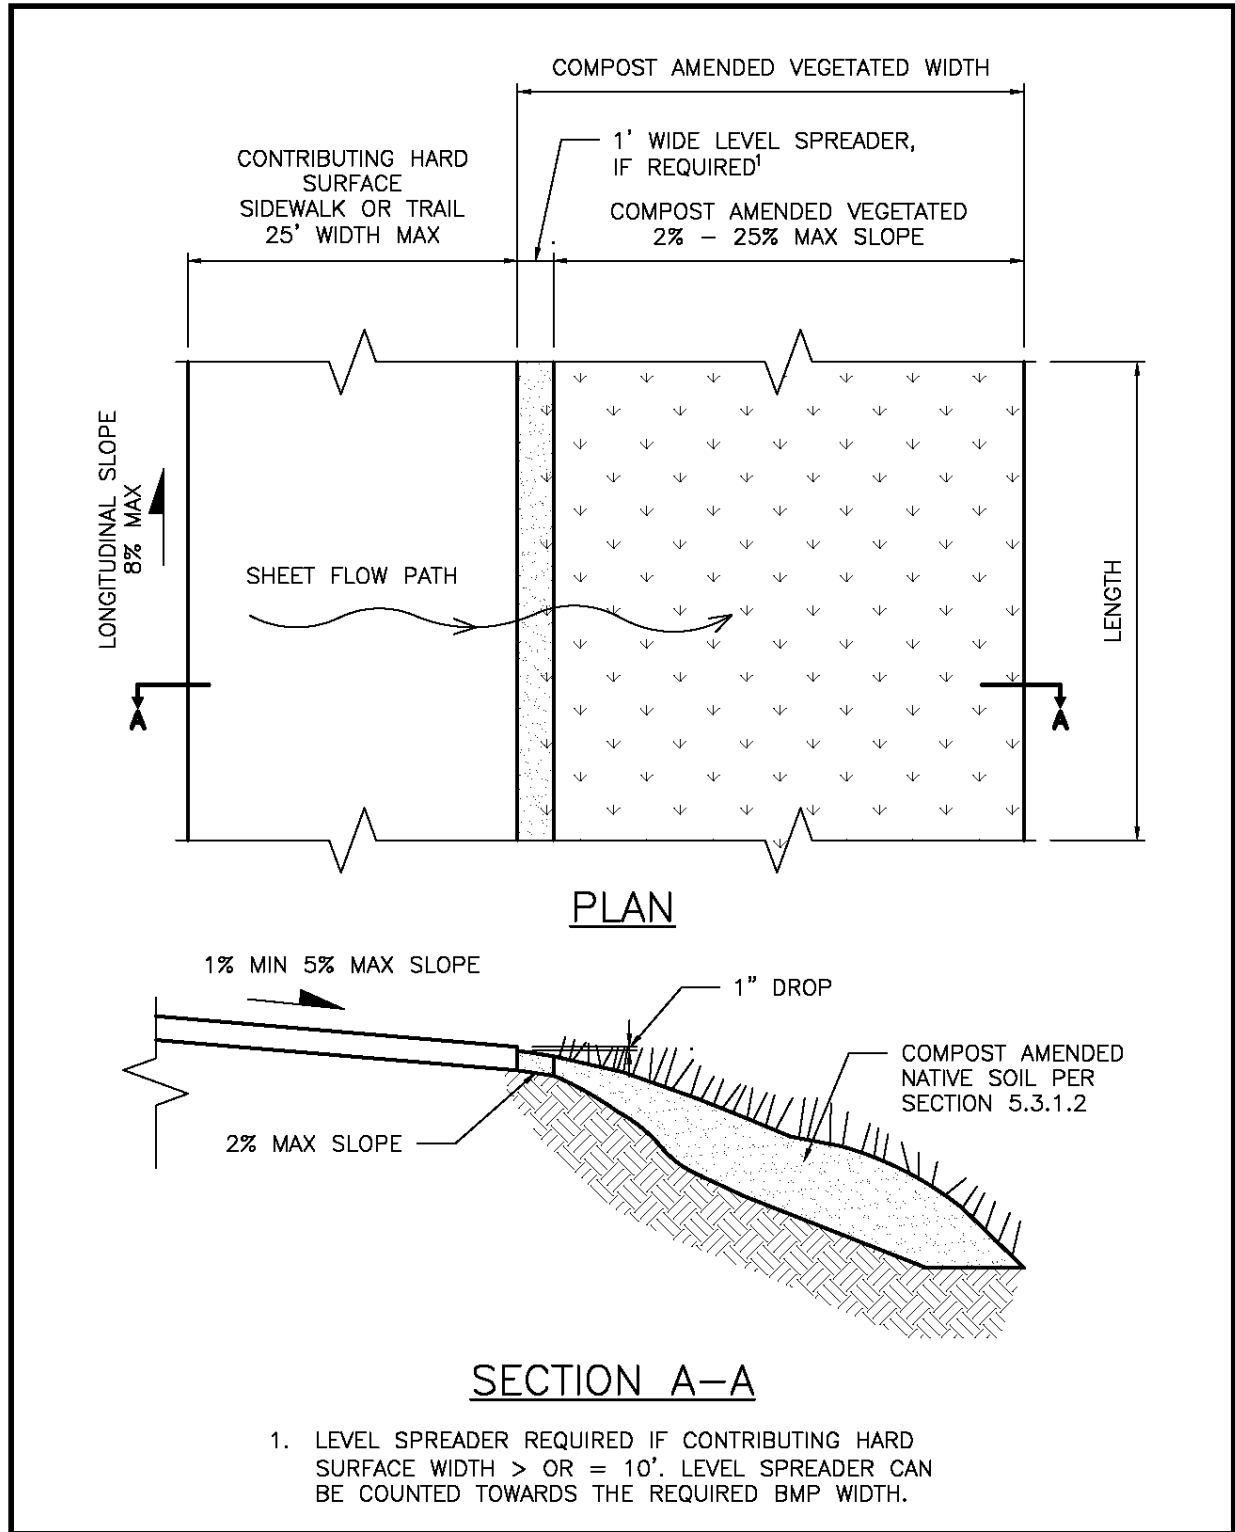 COMPOST AMENDED VEGETATED WIDTH
1' WIDE LEVEL SPREADER,
IF REQUIRED¹
CONTRIBUTING HARD
SURFACE
SIDEWALK OR TRAIL
25' WIDTH MAX
COMPOST AMENDED VEGETATED
2% - 25% MAX SLOPE
LONGITUDINAL SLOPE
8% MAX
SHEET FLOW PATH
LENGTH
A
A
PLAN
1% MIN 5% MAX SLOPE
1" DROP
COMPOST AMENDED
NATIVE SOIL PER
SECTION 5.3.1.2
2% MAX SLOPE
SECTION A-A
1. LEVEL SPREADER REQUIRED IF CONTRIBUTING HARD
SURFACE WIDTH > OR = 10'. LEVEL SPREADER CAN
BE COUNTED TOWARDS THE REQUIRED BMP WIDTH.